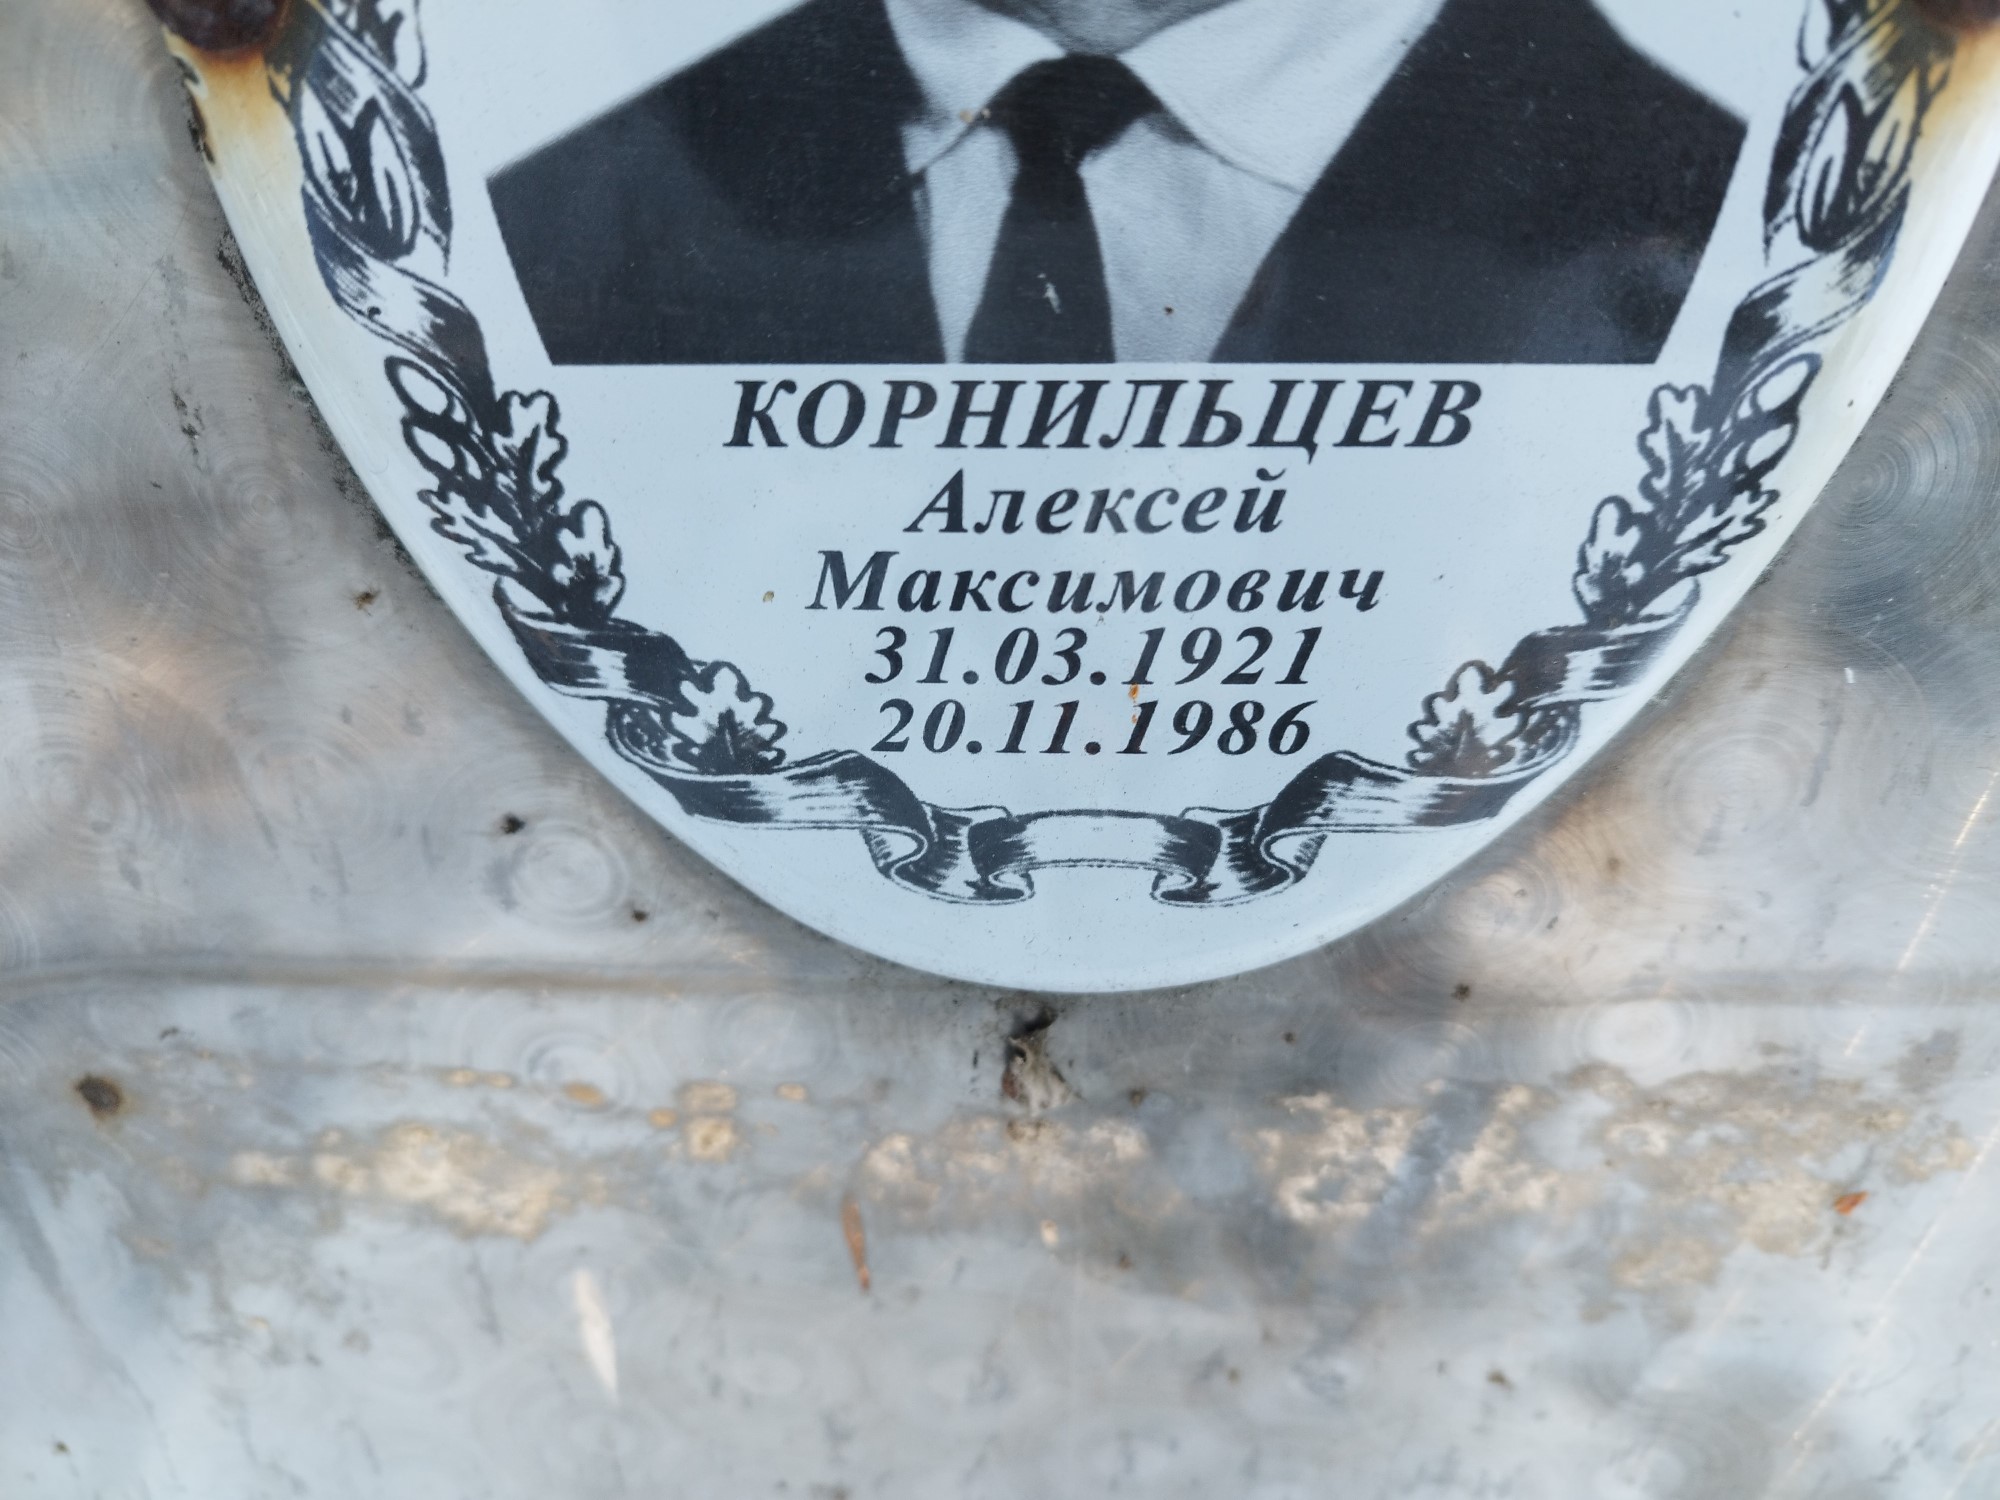 КОРНИЛЬЦЕВ
Алексей
Максимович
31.03.1921
20.11.1986